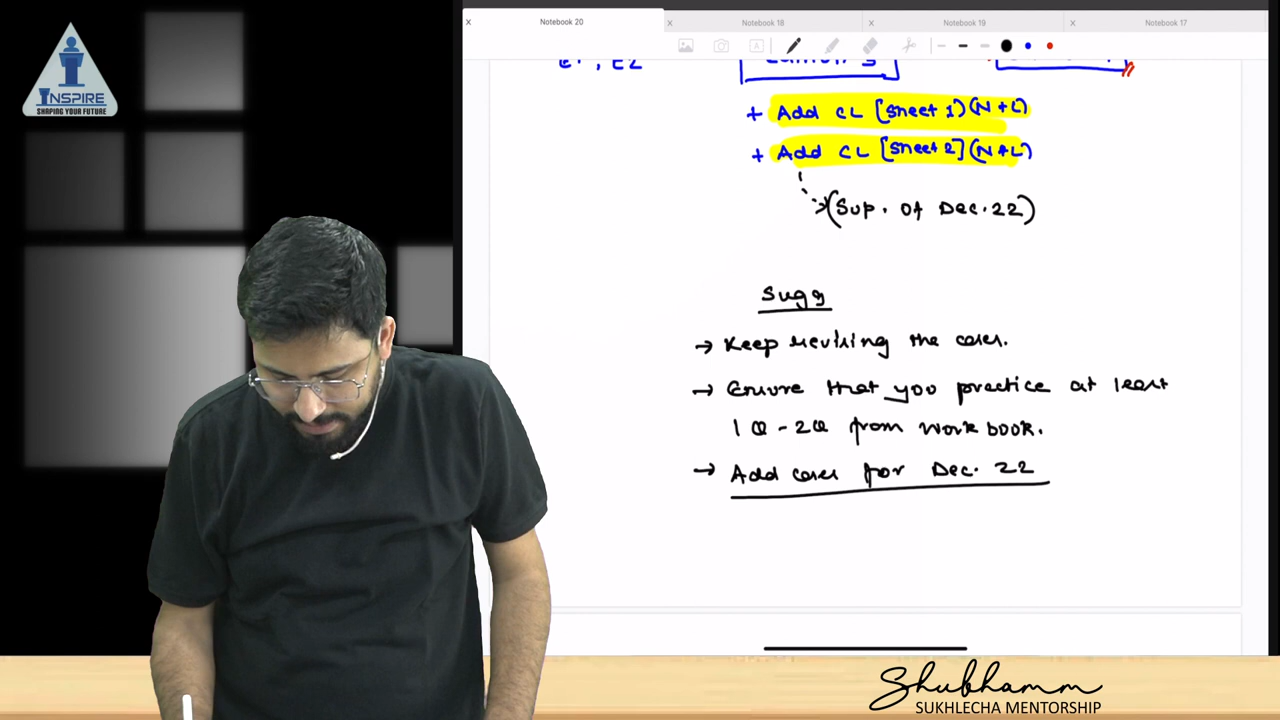 INSPIRE
SHAPING YOUR FUTURE
Notebook 20
Notebook 18
Notebook 19
Notebook 17
E2
+ Add CL [Sheet 1) (N+L)
+ Add CL [Sheet 2] (N+L)
(Sup. Of Dec. 22)
Sugg
→ Keep revising the cases.
→ Ensure that you practice at least
1Q - 2Q from work book.
→ Add cases for Dec. 22
Shubhamm
SUKHLECHA MENTORSHIP